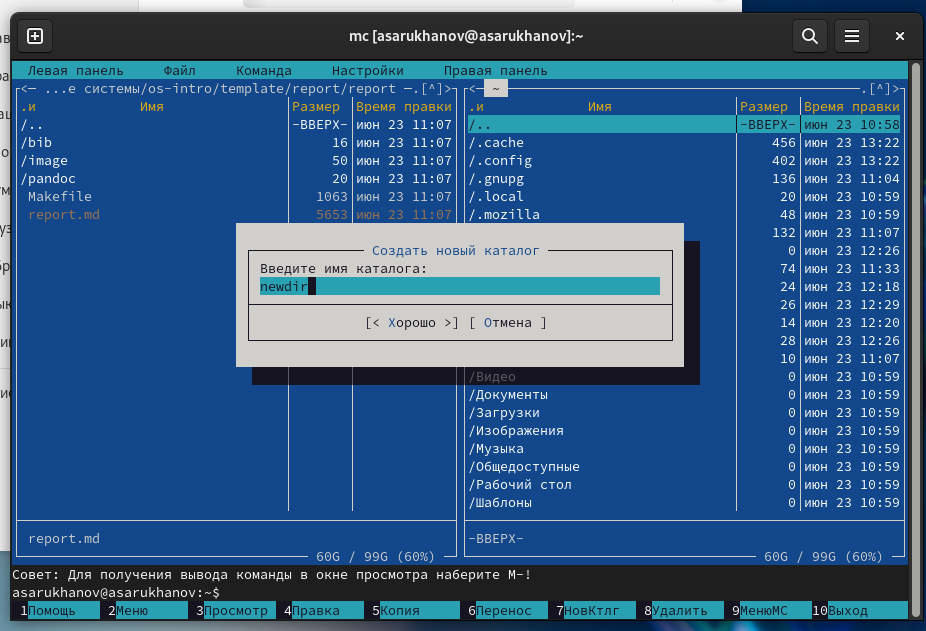 mc [asarukhanov@asarukhanov]:~
Левая панель Файл Команда Настройки Правая панель
<─ ...е системы/os-intro/template/report/report ─.[^]> <─ ~ .[^]>
.и Имя Размер Время правки .и Имя Размер Время правки
/.. -ВВЕРХ- июн 23 11:07 /.. -ВВЕРХ- июн 23 10:58
/bib 16 июн 23 11:07 /.cache 456 июн 23 13:22
/image 50 июн 23 11:07 /.config 402 июн 23 13:22
/pandoc 20 июн 23 11:07 /.gnupg 136 июн 23 11:04
Makefile 1063 июн 23 11:07 /.local 20 июн 23 10:59
report.md 5653 июн 23 11:07 /.mozilla 48 июн 23 10:59
132 июн 23 11:07
Создать новый каталог 0 июн 23 12:26
Введите имя каталога: 74 июн 23 11:33
newdir 24 июн 23 12:18
26 июн 23 12:29
14 июн 23 12:20
[< Хорошо >] [ Отмена ]
28 июн 23 12:26
10 июн 23 11:07
/Видео 0 июн 23 10:59
/Документы 0 июн 23 10:59
/Загрузки 0 июн 23 10:59
/Изображения 0 июн 23 10:59
/Музыка 0 июн 23 10:59
/Общедоступные 0 июн 23 10:59
/Рабочий стол 0 июн 23 10:59
/Шаблоны 0 июн 23 10:59
report.md -ВВЕРХ-
60G / 99G (60%) 60G / 99G (60%)
Совет: Для получения вывода команды в окне просмотра наберите M-!
asarukhanov@asarukhanov:~$
1Помощь 2Меню 3Просмотр 4Правка 5Копия 6Перенос 7НовКтлг 8Удалить 9МенюMC 10Выход